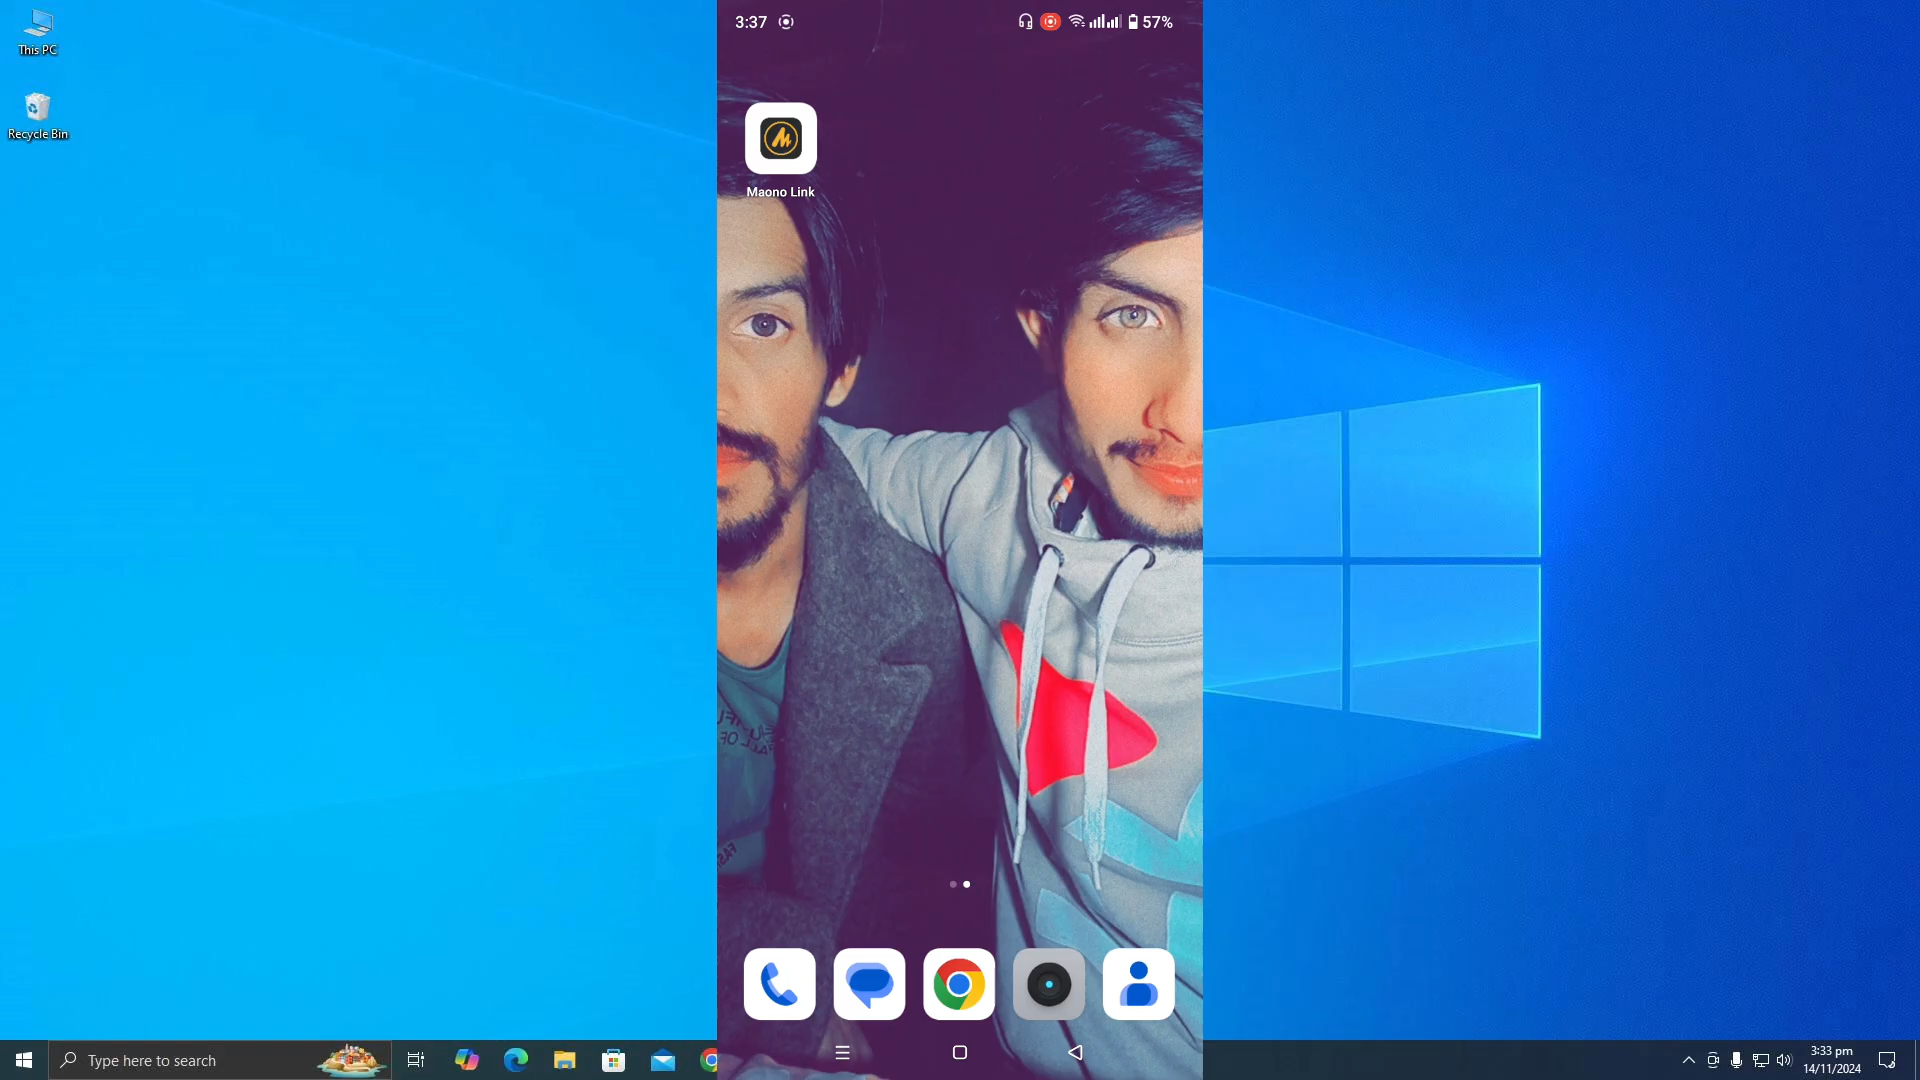 This PC
Recycle Bin
3:37
57%
Maono Link
Type here to search
3:33 pm
14/11/2024